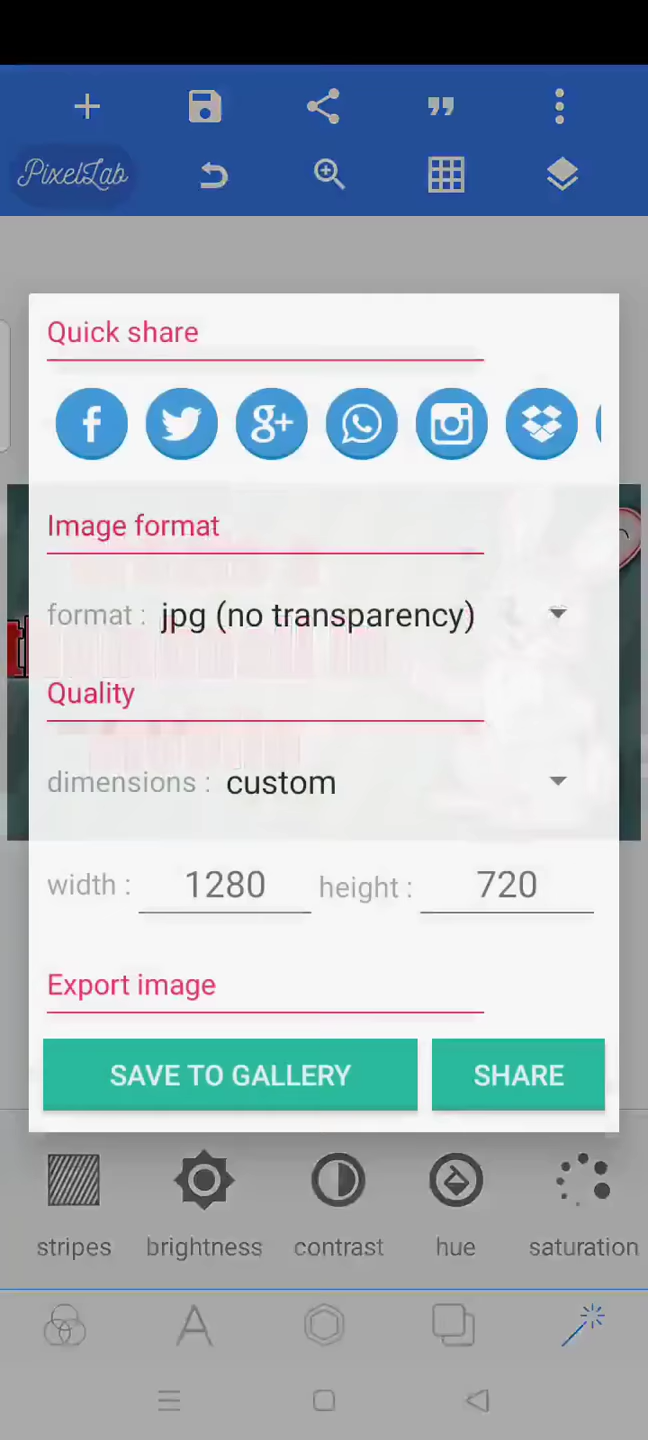 PixelLab
Quick share
Image format
format : jpg (no transparency)
Quality
dimensions : custom
width : 1280 height : 720
Export image
SAVE TO GALLERY SHARE
stripes brightness contrast hue saturation